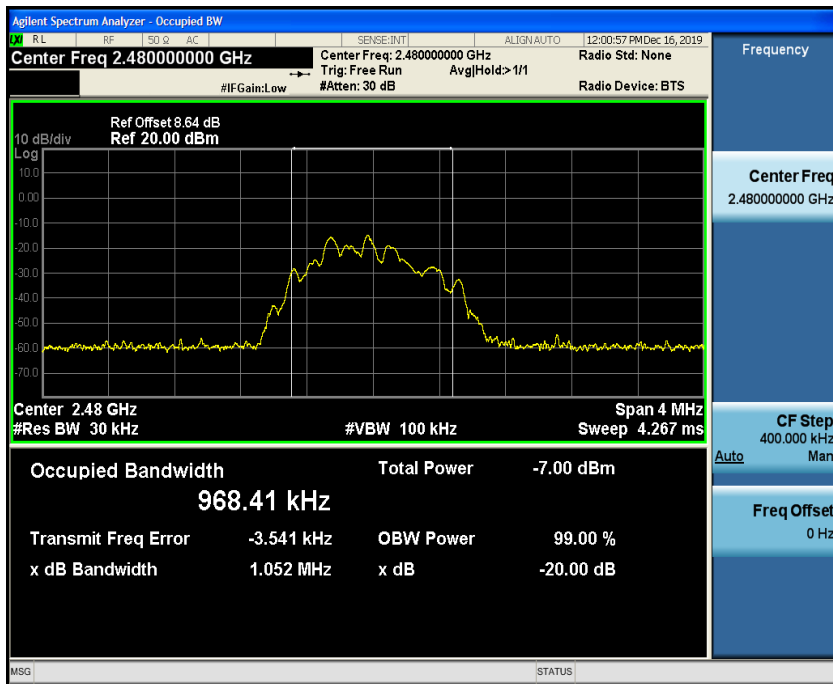 Agilent Spectrum Analyzer - Occupied BW
LXI RL RF 50 Ω AC SENSE:INT ALIGN AUTO 12:00:57 PM Dec 16, 2019
Center Freq 2.480000000 GHz
Center Freq: 2.480000000 GHz Radio Std: None
Trig: Free Run Avg|Hold:>1/1
#IFGain:Low #Atten: 30 dB Radio Device: BTS
Frequency
Ref Offset 8.64 dB
10 dB/div Ref 20.00 dBm
Log
10.0
0.00
-10.0
-20.0
-30.0
-40.0
-50.0
-60.0
-70.0
Center 2.48 GHz Span 4 MHz
#Res BW 30 kHz #VBW 100 kHz Sweep 4.267 ms
Occupied Bandwidth Total Power -7.00 dBm
968.41 kHz
Transmit Freq Error -3.541 kHz OBW Power 99.00 %
x dB Bandwidth 1.052 MHz x dB -20.00 dB
Center Freq
2.480000000 GHz
CF Step
400.000 kHz
Auto Man
Freq Offset
0 Hz
MSG STATUS